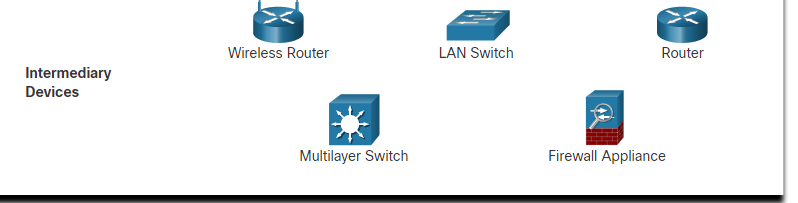 Wireless Router
LAN Switch
Router
Intermediary
Devices
Multilayer Switch
Firewall Appliance